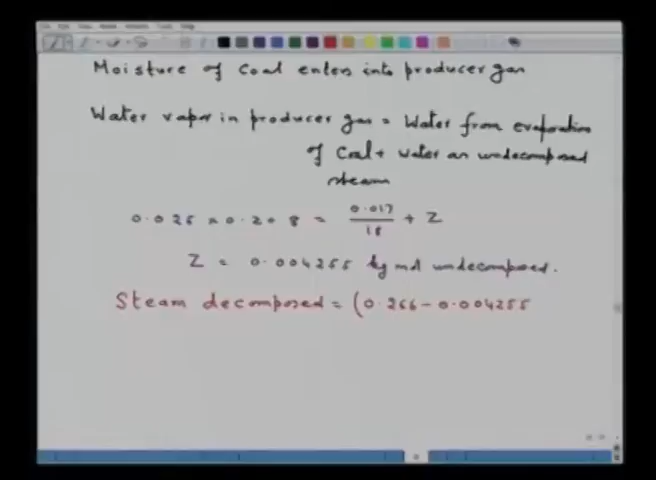 Moisture of coal enters into producer gas
Water vapor in producer gas = Water from evaporation
of coal + water as undecomposed
steam
0.025 × 0.208 = 0.017/18 + Z
Z = 0.004255 kg mol undecomposed.
Steam decomposed = (0.266 - 0.004255